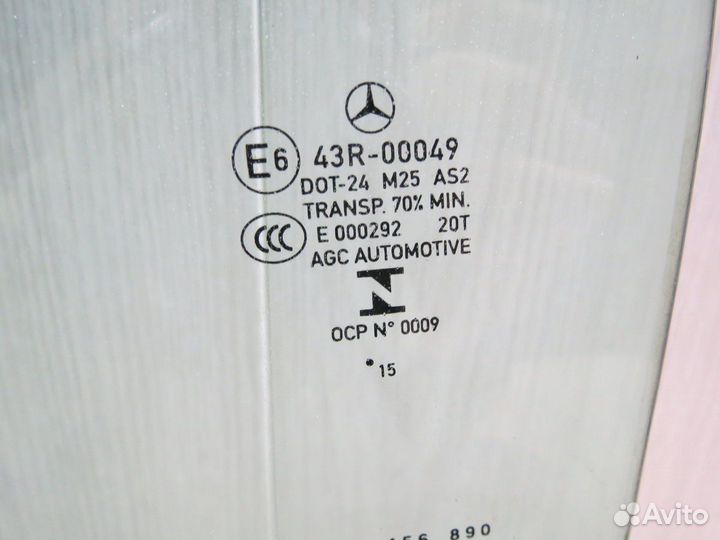 E6 43R-00049
DOT-24 M25 AS2
TRANSP. 70% MIN.
CCC E 000292 20T
AGC AUTOMOTIVE
N
OCP N° 0009
15
890
Avito